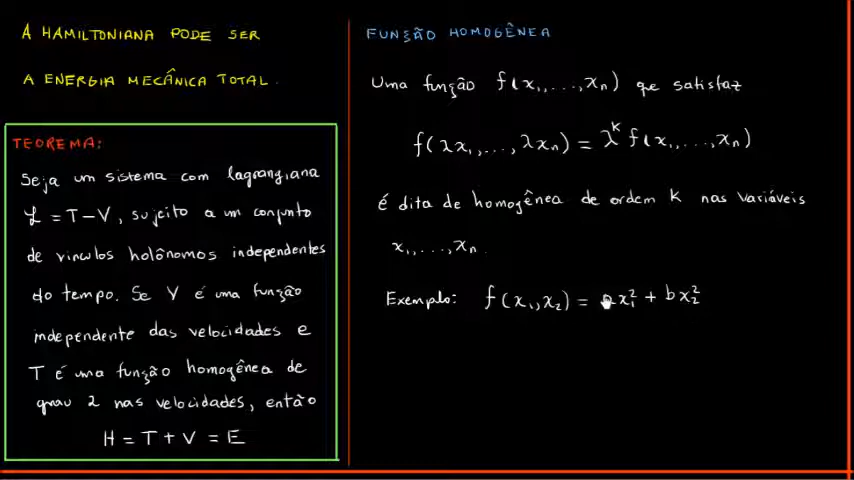 A HAMILTONIANA PODE SER
A ENERGIA MECÂNICA TOTAL.
TEOREMA:
Seja um sistema com lagrangiana
L = T - V, sujeito a um conjunto
de vínculos holônomos independentes
do tempo. Se V é uma função
independente das velocidades e
T é uma função homogênea de
grau 2 nas velocidades, então
H = T + V = E
FUNÇÃO HOMOGÊNEA
Uma função f(x₁,...,xₙ) que satisfaz
f(λx₁,...,λxₙ) = λᴷ f(x₁,...,xₙ)
é dita de homogênea de ordem K nas variáveis
x₁,...,xₙ.
Exemplo: f(x₁,x₂) = ax₁² + bx₂²